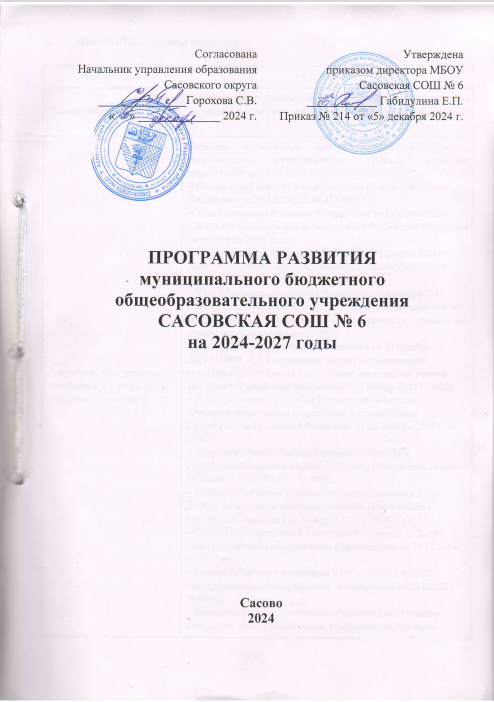 Согласована
Начальник управления образования
Сасовского округа
Горохова С.В.
декабря 2024 г.
Утверждена
приказом директора МБОУ
Сасовская СОШ № 6
Габидулина Е.П.
Приказ № 214 от «5» декабря 2024 г.
ПРОГРАММА РАЗВИТИЯ
муниципального бюджетного
общеобразовательного учреждения
САСОВСКАЯ СОШ № 6
на 2024-2027 годы
Сасово
2024